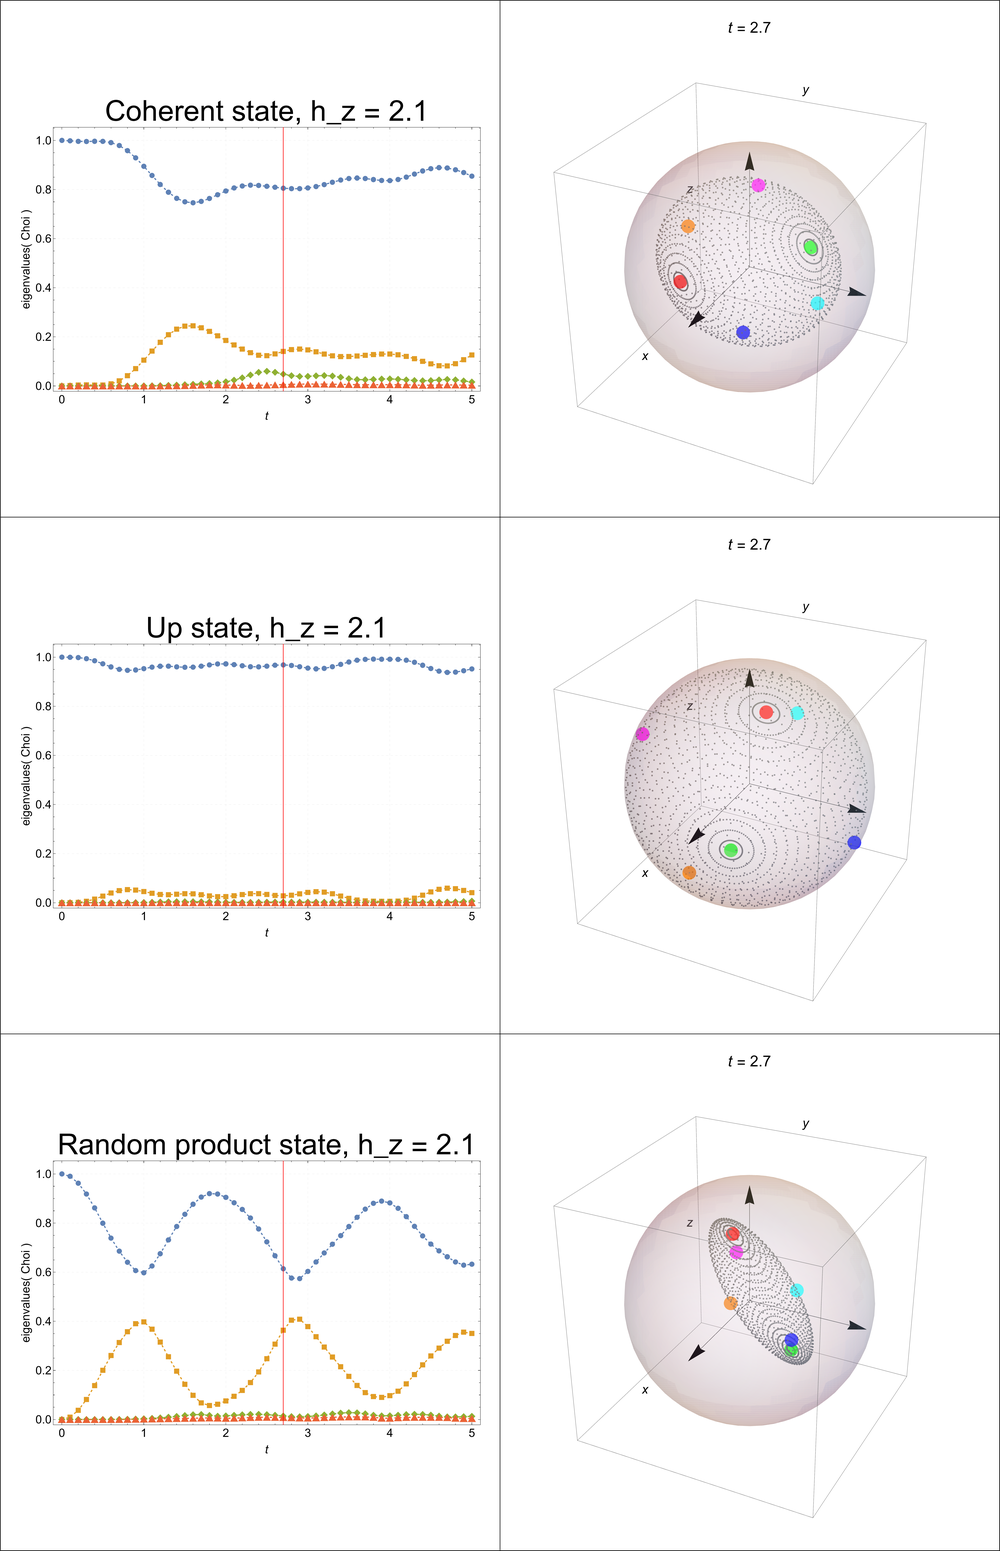 Coherent state, h_z = 2.1
eigenvalues( Choi )
1.0
0.8
0.6
0.4
0.2
0.0
0 1 2 3 4 5
t
t = 2.7
y
z
x
Up state, h_z = 2.1
eigenvalues( Choi )
1.0
0.8
0.6
0.4
0.2
0.0
0 1 2 3 4 5
t
t = 2.7
y
z
x
Random product state, h_z = 2.1
eigenvalues( Choi )
1.0
0.8
0.6
0.4
0.2
0.0
0 1 2 3 4 5
t
t = 2.7
y
z
x